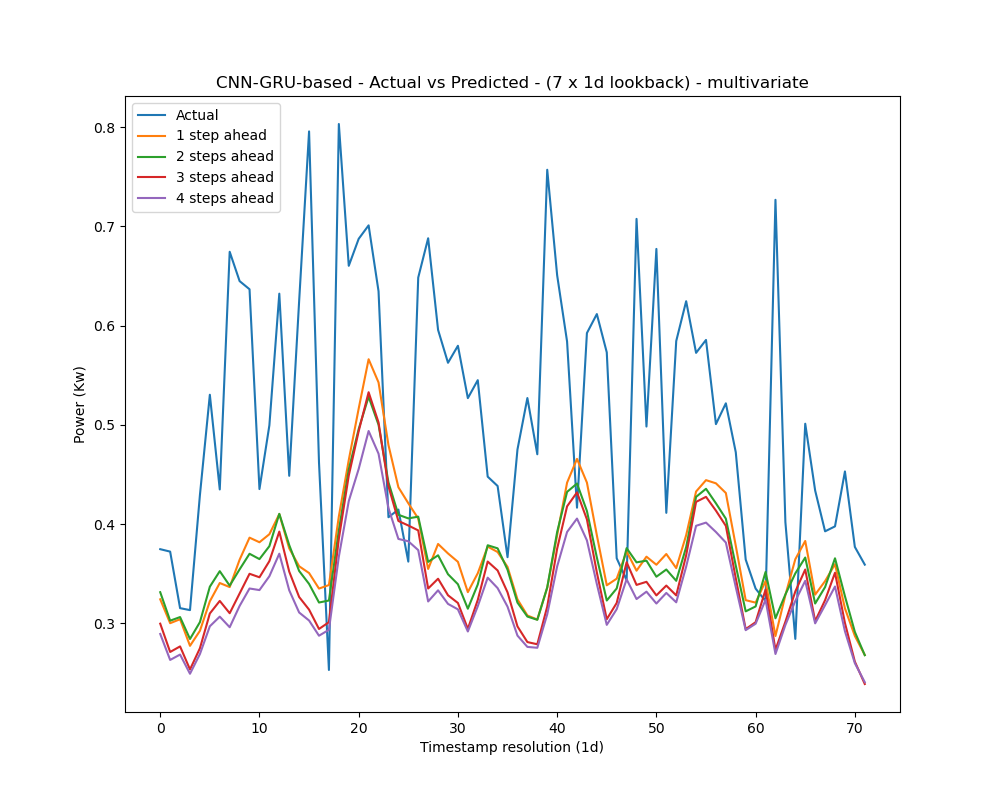 CNN-GRU-based - Actual vs Predicted - (7 x 1d lookback) - multivariate
Actual
1 step ahead
2 steps ahead
3 steps ahead
4 steps ahead
0.8
0.7
0.6
0.5
0.4
0.3
Power (Kw)
0 10 20 30 40 50 60 70
Timestamp resolution (1d)